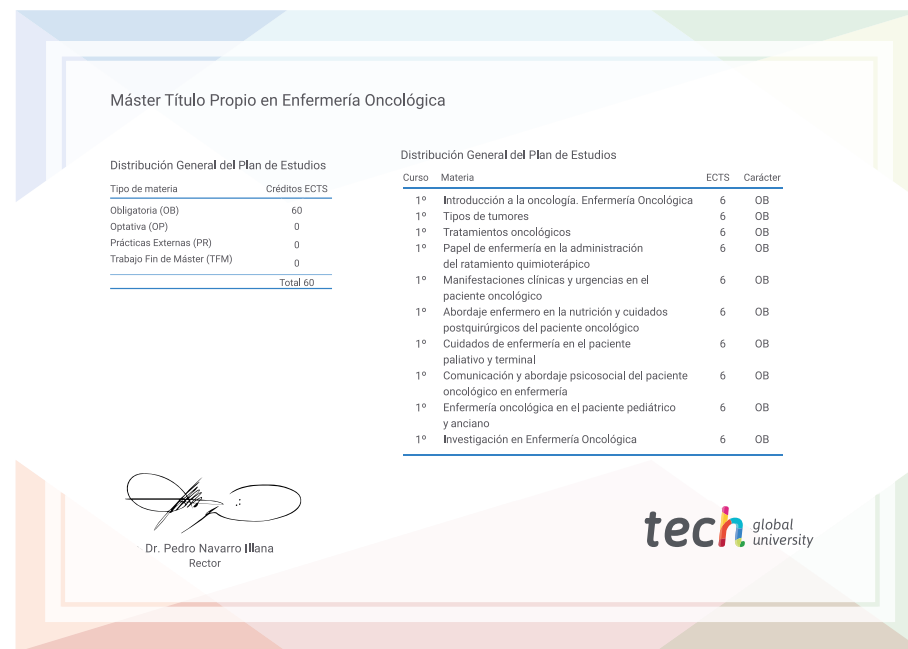 Máster Título Propio en Enfermería Oncológica
Distribución General del Plan de Estudios
Tipo de materia Créditos ECTS
Obligatoria (OB) 60
Optativa (OP) 0
Prácticas Externas (PR) 0
Trabajo Fin de Máster (TFM) 0
Total 60
Distribución General del Plan de Estudios
Curso Materia ECTS Carácter
1º Introducción a la oncología. Enfermería Oncológica 6 OB
1º Tipos de tumores 6 OB
1º Tratamientos oncológicos 6 OB
1º Papel de enfermería en la administración 6 OB
del ratamiento quimioterápico
1º Manifestaciones clínicas y urgencias en el 6 OB
paciente oncológico
1º Abordaje enfermero en la nutrición y cuidados 6 OB
postquirúrgicos del paciente oncológico
1º Cuidados de enfermería en el paciente 6 OB
paliativo y terminal
1º Comunicación y abordaje psicosocial del paciente 6 OB
oncológico en enfermería
1º Enfermería oncológica en el paciente pediátrico 6 OB
y anciano
1º Investigación en Enfermería Oncológica 6 OB
Dr. Pedro Navarro Illana
Rector
tech global
university